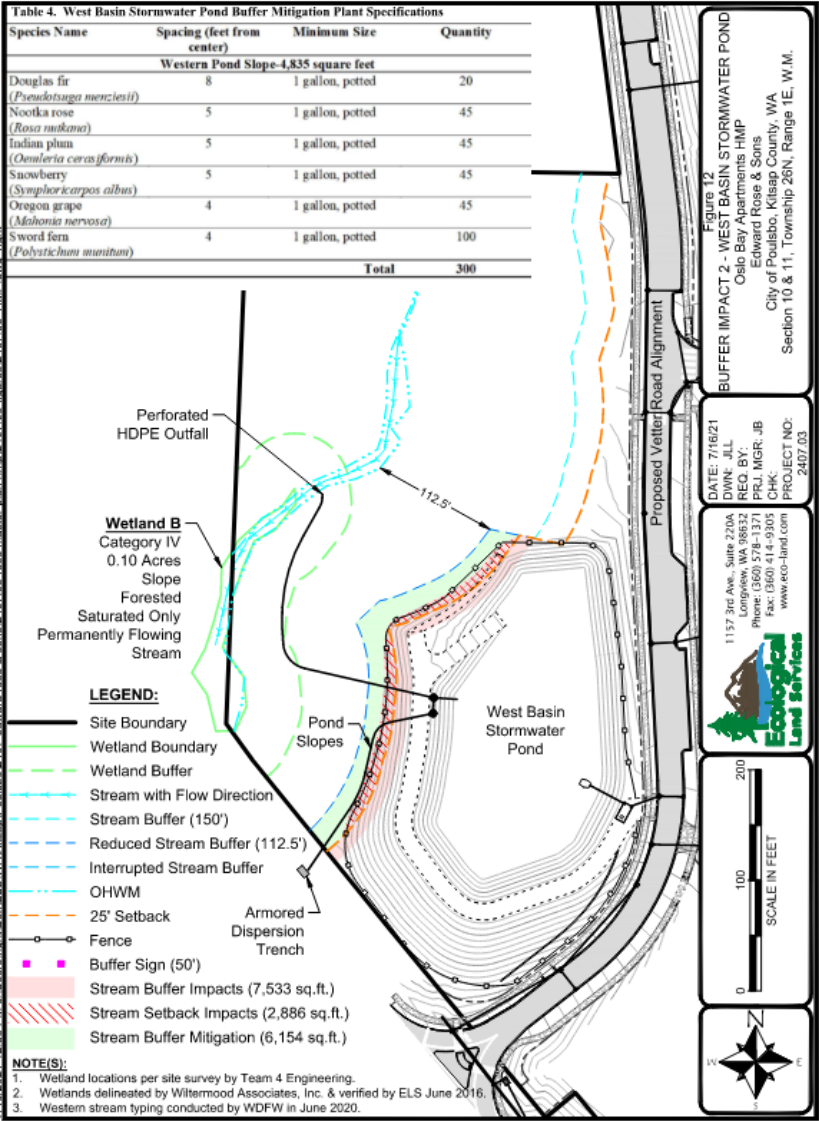 Table 4. West Basin Stormwater Pond Buffer Mitigation Plant Specifications
Species Name Spacing (feet from center) Minimum Size Quantity
Western Pond Slope-4,835 square feet
Douglas fir 8 1 gallon, potted 20
(Pseudotsuga menziesii)
Nootka rose 5 1 gallon, potted 45
(Rosa nutkana)
Indian plum 5 1 gallon, potted 45
(Oemleria cerasiformis)
Snowberry 5 1 gallon, potted 45
(Symphoricarpos albus)
Oregon grape 4 1 gallon, potted 45
(Mahonia nervosa)
Sword fern 4 1 gallon, potted 100
(Polystichum munitum)
Total 300
Perforated
HDPE Outfall
112.5'
Wetland B
Category IV
0.10 Acres
Slope
Forested
Saturated Only
Permanently Flowing
Stream
Pond
Slopes
West Basin
Stormwater
Pond
Armored
Dispersion
Trench
Proposed Vetter Road Alignment
LEGEND:
Site Boundary
Wetland Boundary
Wetland Buffer
Stream with Flow Direction
Stream Buffer (150')
Reduced Stream Buffer (112.5')
Interrupted Stream Buffer
OHWM
25' Setback
Fence
Buffer Sign (50')
Stream Buffer Impacts (7,533 sq.ft.)
Stream Setback Impacts (2,886 sq.ft.)
Stream Buffer Mitigation (6,154 sq.ft.)
NOTE(S):
1. Wetland locations per site survey by Team 4 Engineering.
2. Wetlands delineated by Wiltermood Associates, Inc. & verified by ELS June 2016.
3. Western stream typing conducted by WDFW in June 2020.
Figure 12
BUFFER IMPACT 2 - WEST BASIN STORMWATER POND
Oslo Bay Apartments HMP
Edward Rose & Sons
City of Poulsbo, Kitsap County, WA
Section 10 & 11, Township 26N, Range 1E, W.M.
DATE: 7/16/21
DWN: JLL
REQ. BY:
PRJ. MGR: JB
CHK:
PROJECT NO:
2407.03
1157 3rd Ave., Suite 220A
Longview, WA 98632
Phone: (360) 578-1371
Fax: (360) 414-9305
www.eco-land.com
Ecological
Land Services
0 100 200
SCALE IN FEET
N
E
S
W